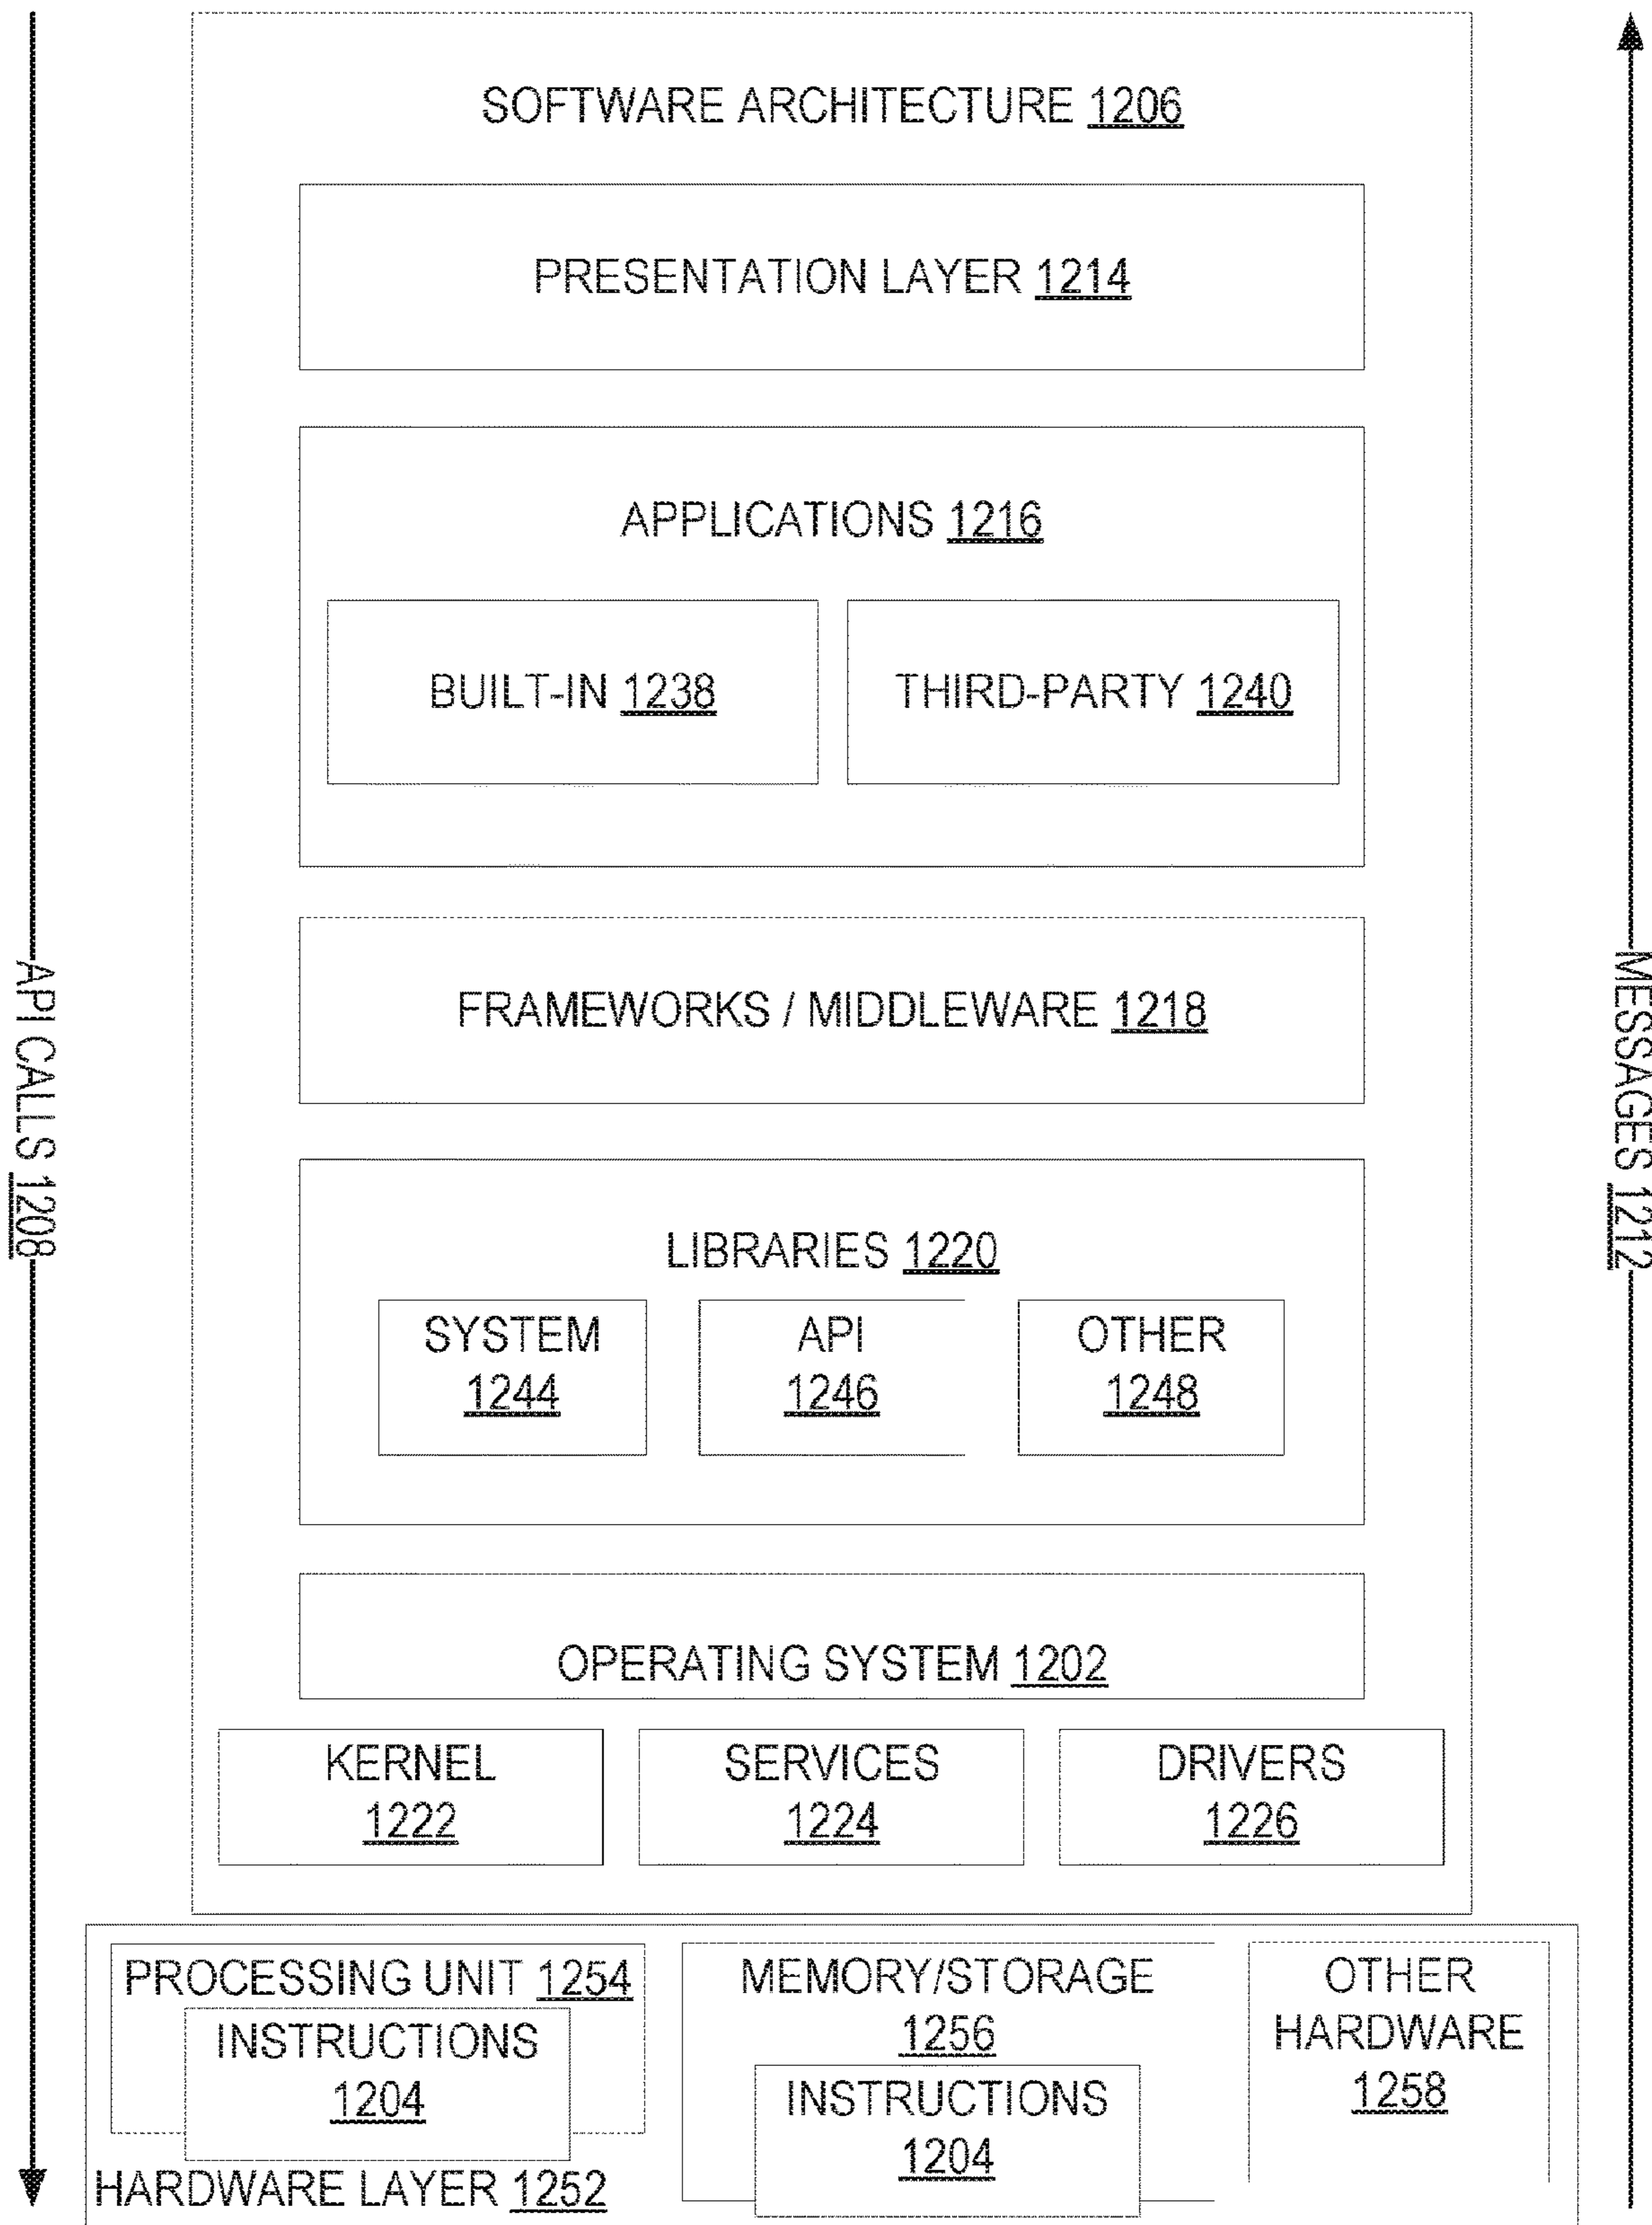 SOFTWARE ARCHITECTURE 1206
PRESENTATION LAYER 1214
APPLICATIONS 1216
BUILT-IN 1238
THIRD-PARTY 1240
FRAMEWORKS / MIDDLEWARE 1218
API CALLS 1208
MESSAGES 1212
LIBRARIES 1220
SYSTEM
1244
API
1246
OTHER
1248
OPERATING SYSTEM 1202
KERNEL
1222
SERVICES
1224
DRIVERS
1226
PROCESSING UNIT 1254
INSTRUCTIONS
1204
MEMORY/STORAGE
1256
INSTRUCTIONS
1204
OTHER
HARDWARE
1258
HARDWARE LAYER 1252